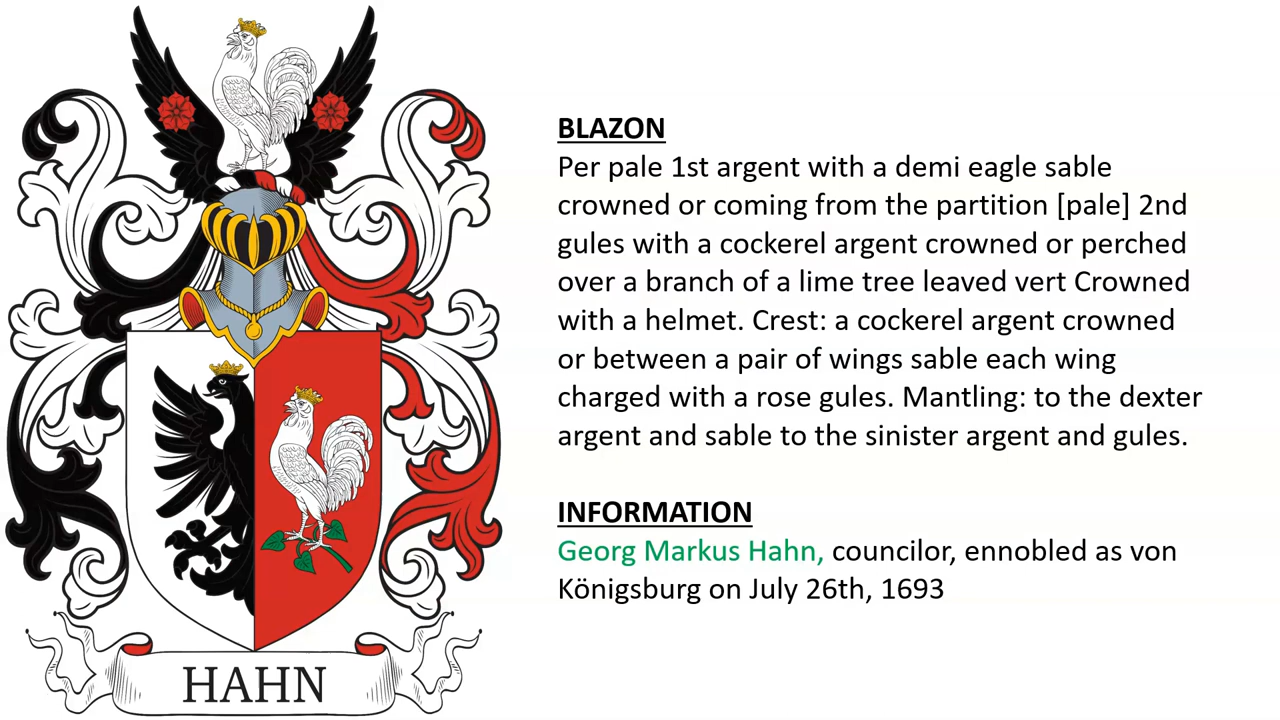 BLAZON
Per pale 1st argent with a demi eagle sable
crowned or coming from the partition [pale] 2nd
gules with a cockerel argent crowned or perched
over a branch of a lime tree leaved vert Crowned
with a helmet. Crest: a cockerel argent crowned
or between a pair of wings sable each wing
charged with a rose gules. Mantling: to the dexter
argent and sable to the sinister argent and gules.
INFORMATION
Georg Markus Hahn, councilor, ennobled as von
Königsburg on July 26th, 1693
HAHN